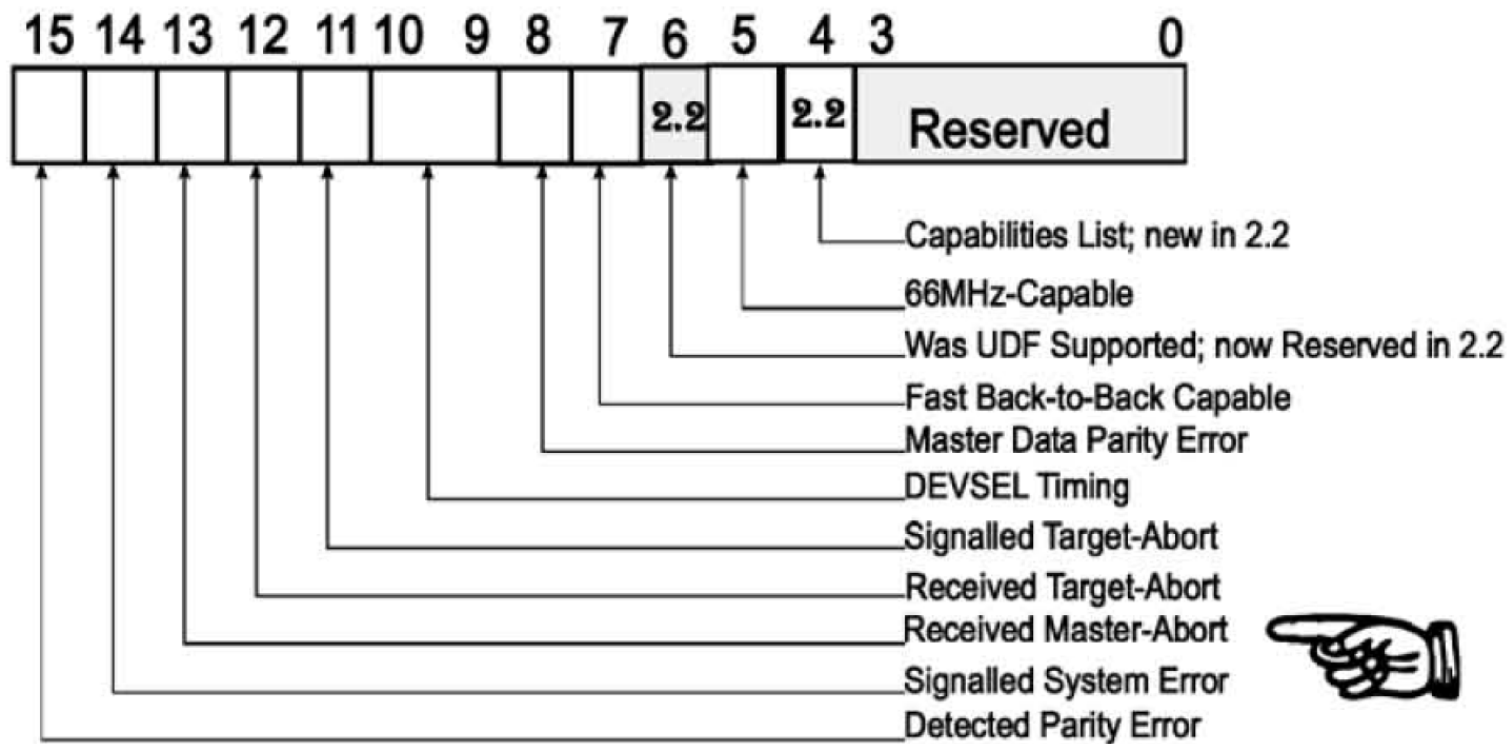 15 14 13 12 11 10 9 8 7 6 5 4 3 0
2.2 2.2 Reserved
Capabilities List; new in 2.2
66MHz-Capable
Was UDF Supported; now Reserved in 2.2
Fast Back-to-Back Capable
Master Data Parity Error
DEVSEL Timing
Signalled Target-Abort
Received Target-Abort
Received Master-Abort
Signalled System Error
Detected Parity Error